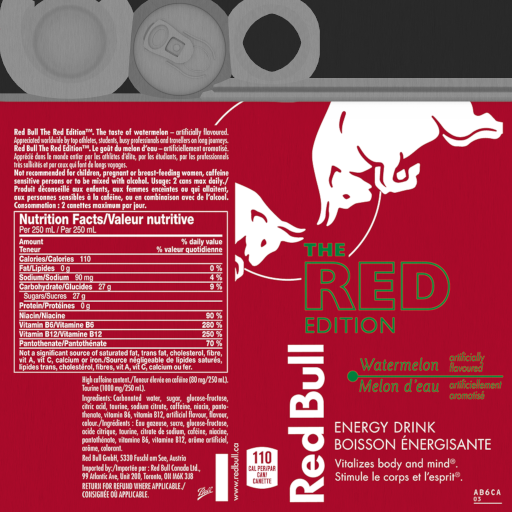 Red Bull The Red Edition™. The taste of watermelon – artificially flavoured.
Appreciated worldwide by top athletes, students, busy professionals and travellers on long journeys.
Red Bull The Red Edition™. Le goût du melon d'eau – artificiellement aromatisé.
Apprécié dans le monde entier par les athlètes d'élite, par les étudiants, par les professionnels
très sollicités et par ceux qui font de longs voyages.
Not recommended for children, pregnant or breast-feeding women, caffeine
sensitive persons or to be mixed with alcohol. Usage: 2 cans max daily./
Produit déconseillé aux enfants, aux femmes enceintes ou qui allaitent,
aux personnes sensibles à la caféine, ou en combinaison avec de l'alcool.
Consommation : 2 canettes maximum par jour.
Nutrition Facts/Valeur nutritive
Per 250 mL / Par 250 mL
Amount % daily value
Teneur % valeur quotidienne
Calories/Calories 110
Fat/Lipides 0 g 0 %
Sodium/Sodium 90 mg 4 %
Carbohydrate/Glucides 27 g 9 %
Sugars/Sucres 27 g
Protein/Protéines 0 g
Niacin/Niacine 90 %
Vitamin B6/Vitamine B6 280 %
Vitamin B12/Vitamine B12 250 %
Pantothenate/Pantothénate 70 %
Not a significant source of saturated fat, trans fat, cholesterol, fibre,
vit A, vit C, calcium or iron./Source négligeable de lipides saturés,
lipides trans, cholestérol, fibres, vit A, vit C, calcium ou fer.
High caffeine content./Teneur élevée en caféine (80 mg/250 mL).
Taurine (1000 mg/250 mL).
Ingredients: Carbonated water, sugar, glucose-fructose,
citric acid, taurine, sodium citrate, caffeine, niacin, panto-
thenate, vitamin B6, vitamin B12, artificial flavour,
colour./Ingrédients : Eau gazeuse, sucre, glucose-fructose,
acide citrique, taurine, citrate de sodium, caféine, niacine,
pantothénate, vitamine B6, vitamine B12, arôme artificiel,
colorant.
Red Bull GmbH, 5330 Fuschl am See, Austria
Imported by:/Importée par : Red Bull Canada Ltd.,
99 Atlantic Ave, Unit 200, Toronto, ON M6K 3J8
RETURN FOR REFUND WHERE APPLICABLE./
CONSIGNÉE OÙ APPLICABLE.
Ball
www.redbull.ca
110
CAL PER/PAR
CAN/
CANETTE
Red Bull
THE
RED
EDITION
Watermelon artificially flavoured
Melon d'eau artificiellement aromatisé
ENERGY DRINK
BOISSON ÉNERGISANTE
Vitalizes body and mind®.
Stimule le corps et l'esprit®.
AB6CA
03